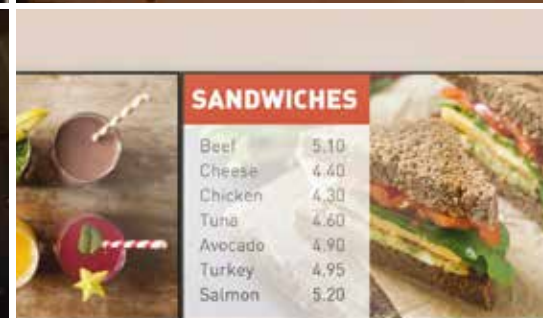 SANDWICHES
Beef 5.10
Cheese 4.40
Chicken 4.30
Tuna 4.60
Avocado 4.90
Turkey 4.95
Salmon 5.20